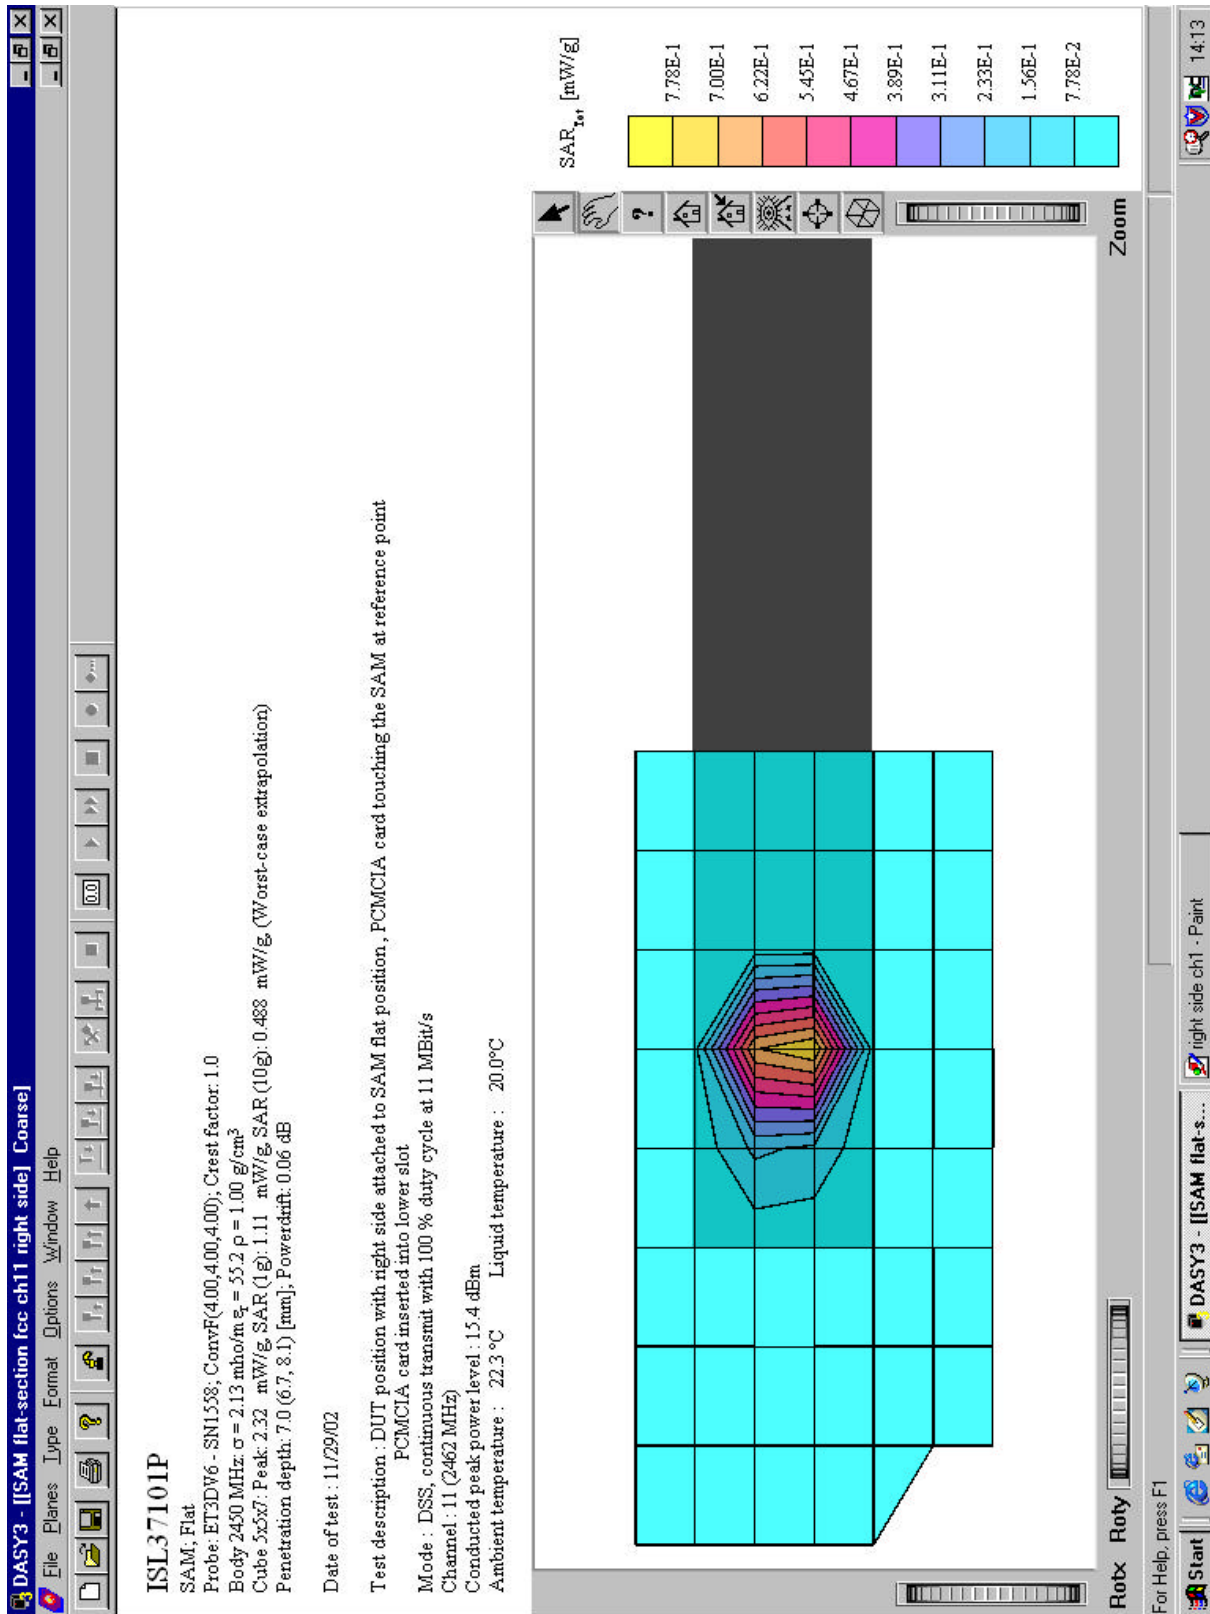 DASY3 - [[SAM flat-section fcc ch11 right side] Coarse]
File Planes Type Format Options Window Help
0.0
ISL37101P
SAM; Flat
Probe: ET3DV6 - SN1558; ConvF(4.00,4.00,4.00); Crest factor: 1.0
Body 2450 MHz: σ = 2.13 mho/m εr = 55.2 ρ = 1.00 g/cm³
Cube 5x5x7: Peak: 2.32 mW/g, SAR (1g): 1.11 mW/g, SAR (10g): 0.488 mW/g, (Worst-case extrapolation)
Penetration depth: 7.0 (6.7, 8.1) [mm]; Powerdrift: 0.06 dB
Date of test : 11/29/02
Test description : DUT position with right side attached to SAM flat position , PCMCIA card touching the SAM at reference point
PCMCIA card inserted into lower slot
Mode : DSS, continuous transmit with 100 % duty cycle at 11 MBit/s
Channel : 11 (2462 MHz)
Conducted peak power level : 15.4 dBm
Ambient temperature : 22.3 °C Liquid temperature : 20.0°C
SARTot [mW/g]
7.78E-1
7.00E-1
6.22E-1
5.45E-1
4.67E-1
3.89E-1
3.11E-1
2.33E-1
1.56E-1
7.78E-2
Rotx Roty Zoom
For Help, press F1
Start DASY3 - [[SAM flat-s... right side ch1 - Paint 14:13